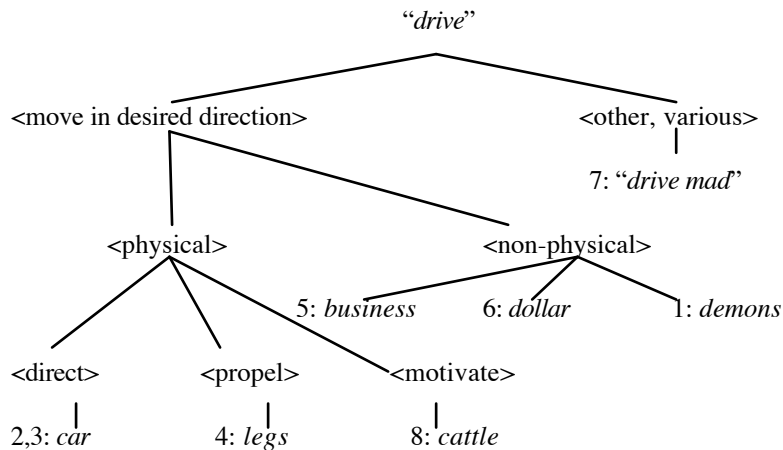 “drive”
<move in desired direction> <other, various>
7: “drive mad”
<physical> <non-physical>
5: business 6: dollar 1: demons
<direct> <propel> <motivate>
2,3: car 4: legs 8: cattle